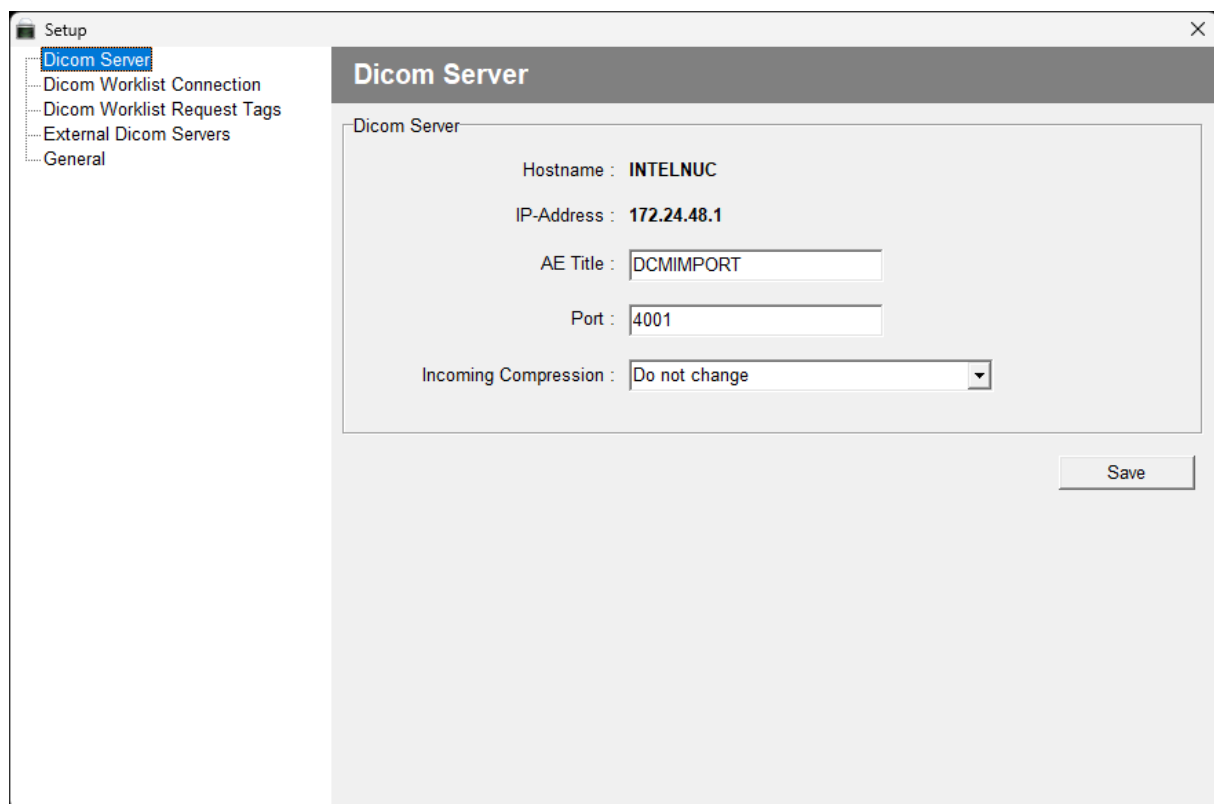 Setup
Dicom Server
Dicom Worklist Connection
Dicom Worklist Request Tags
External Dicom Servers
General
Dicom Server
Dicom Server
Hostname : INTELNUC
IP-Address : 172.24.48.1
AE Title : DCMIMPORT
Port : 4001
Incoming Compression : Do not change
Save